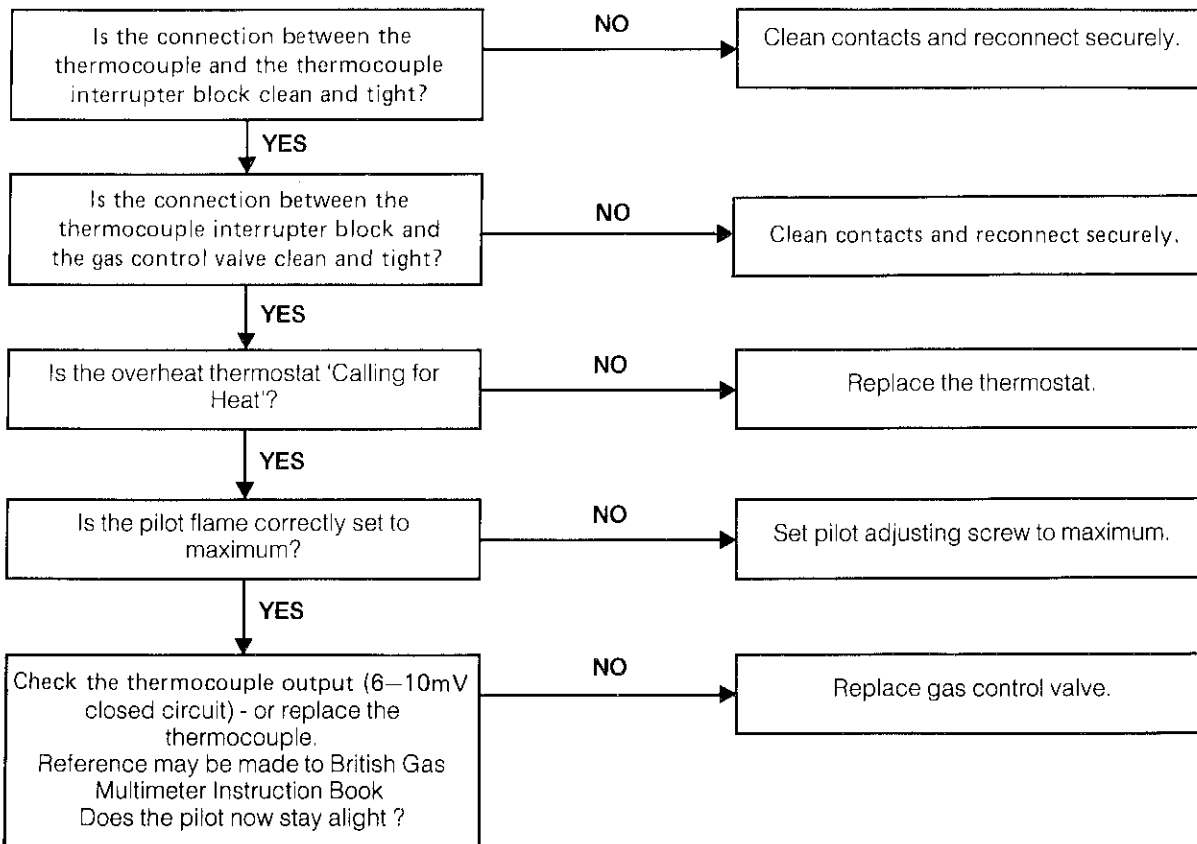 Is the connection between the
thermocouple and the thermocouple
interrupter block clean and tight?
NO
Clean contacts and reconnect securely.
YES
Is the connection between the
thermocouple interrupter block and
the gas control valve clean and tight?
NO
Clean contacts and reconnect securely.
YES
Is the overheat thermostat ‘Calling for
Heat’?
NO
Replace the thermostat.
YES
Is the pilot flame correctly set to
maximum?
NO
Set pilot adjusting screw to maximum.
YES
Check the thermocouple output (6–10mV
closed circuit) - or replace the
thermocouple.
Reference may be made to British Gas
Multimeter Instruction Book
Does the pilot now stay alight ?
NO
Replace gas control valve.